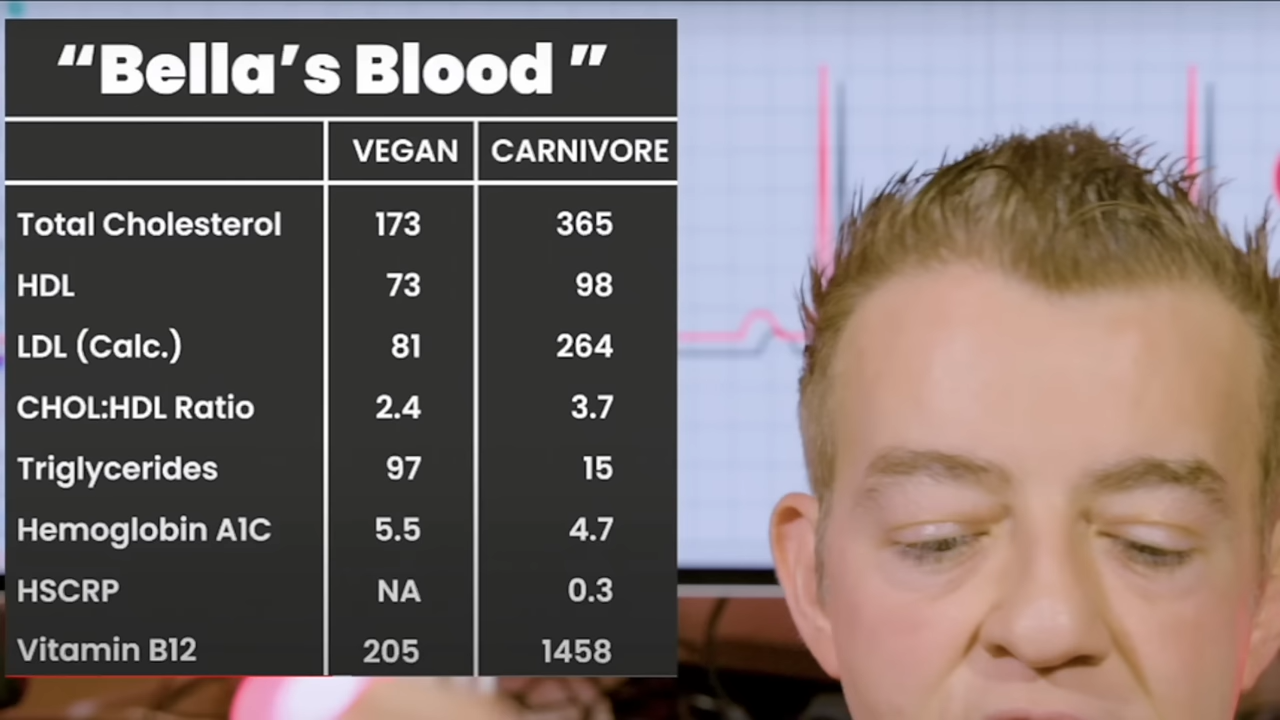 “Bella’s Blood ”
VEGAN CARNIVORE
Total Cholesterol 173 365
HDL 73 98
LDL (Calc.) 81 264
CHOL:HDL Ratio 2.4 3.7
Triglycerides 97 15
Hemoglobin A1C 5.5 4.7
HSCRP NA 0.3
Vitamin B12 205 1458